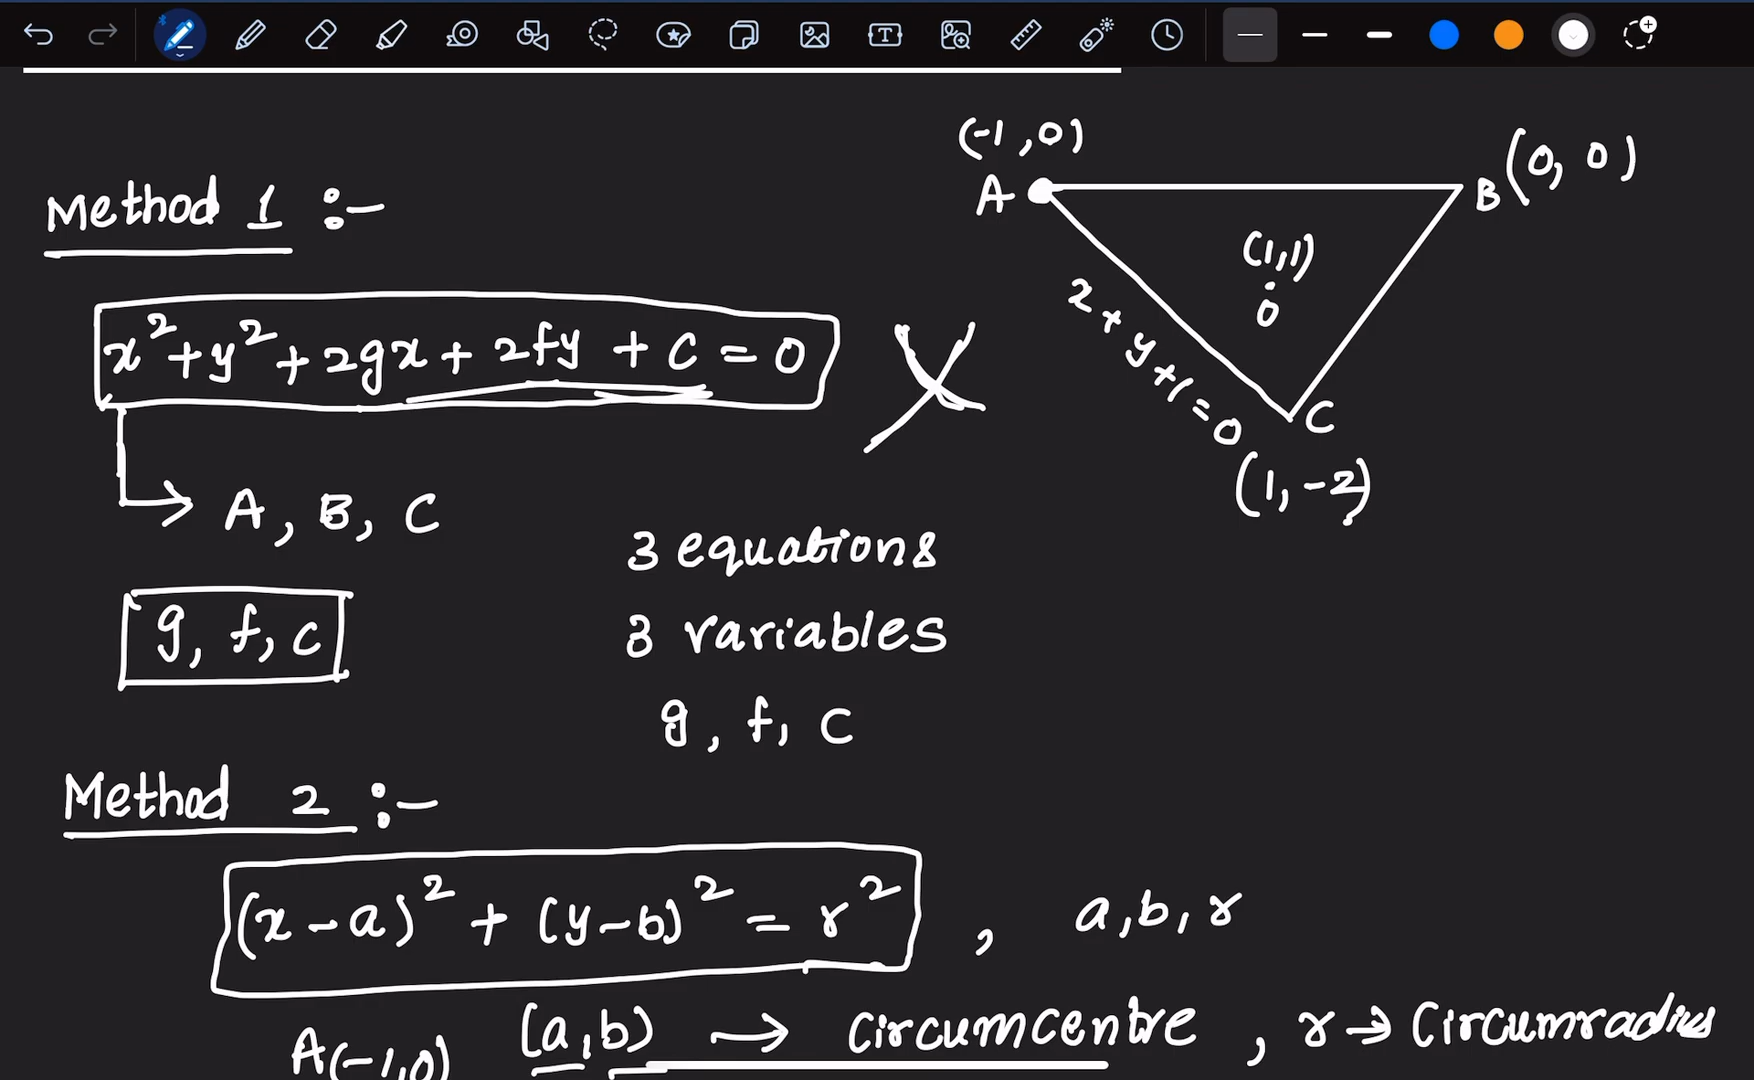 (-1, 0)
A
B (0, 0)
Method 1 :-
(1,1)
O
x² + y² + 2gx + 2fy + c = 0
x + y + 1 = 0
C
(1, -2)
A, B, C
3 equations
g, f, c
3 variables
g, f, c
Method 2 :-
(x - a)² + (y - b)² = r² , a, b, r
A(-1,0) (a,b) → Circumcentre , r → Circumradius